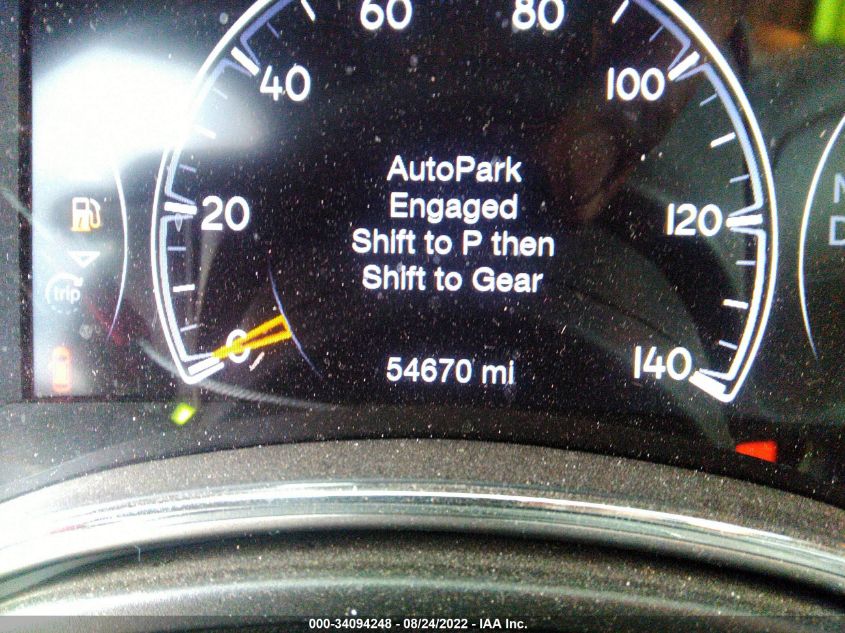 60 80
40 100
AutoPark
Engaged
20 Shift to P then 120
Shift to Gear
trip
0
54670 mi 140
000-34094248 - 08/24/2022 - IAA Inc.